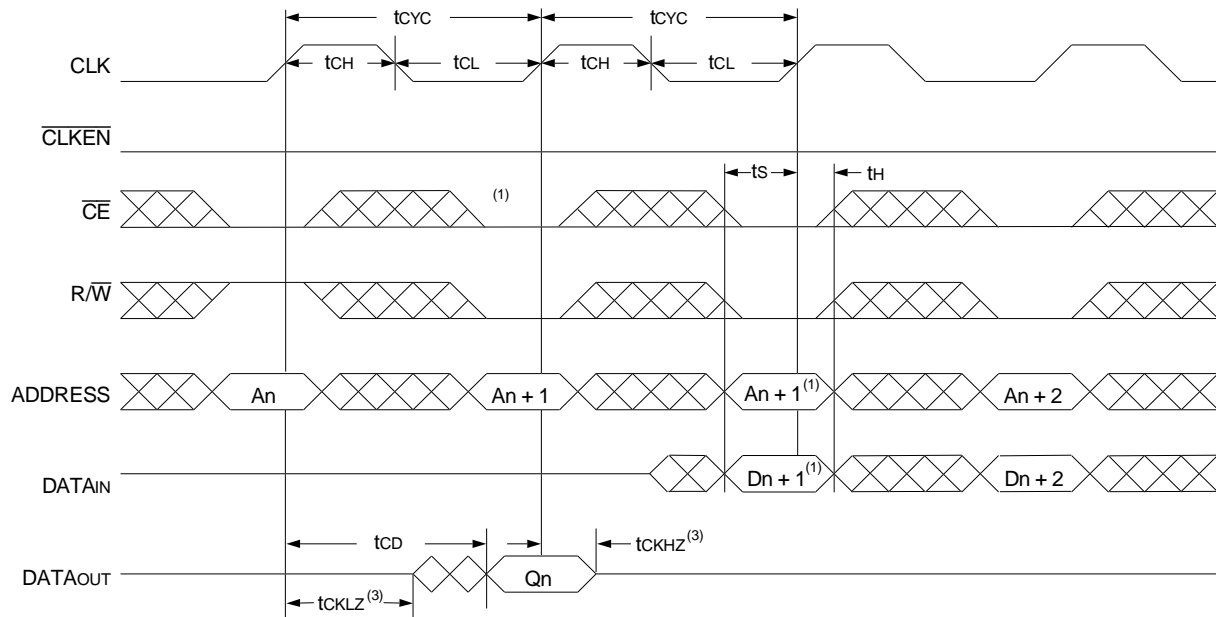 tCYC tCYC
CLK tCH tCL tCH tCL
CLKEN
tS tH
CE (1)
R/W
ADDRESS An An + 1 An + 1(1) An + 2
DATAIN Dn + 1(1) Dn + 2
tCD tCKHZ(3)
DATAOUT Qn
tCKLZ(3)